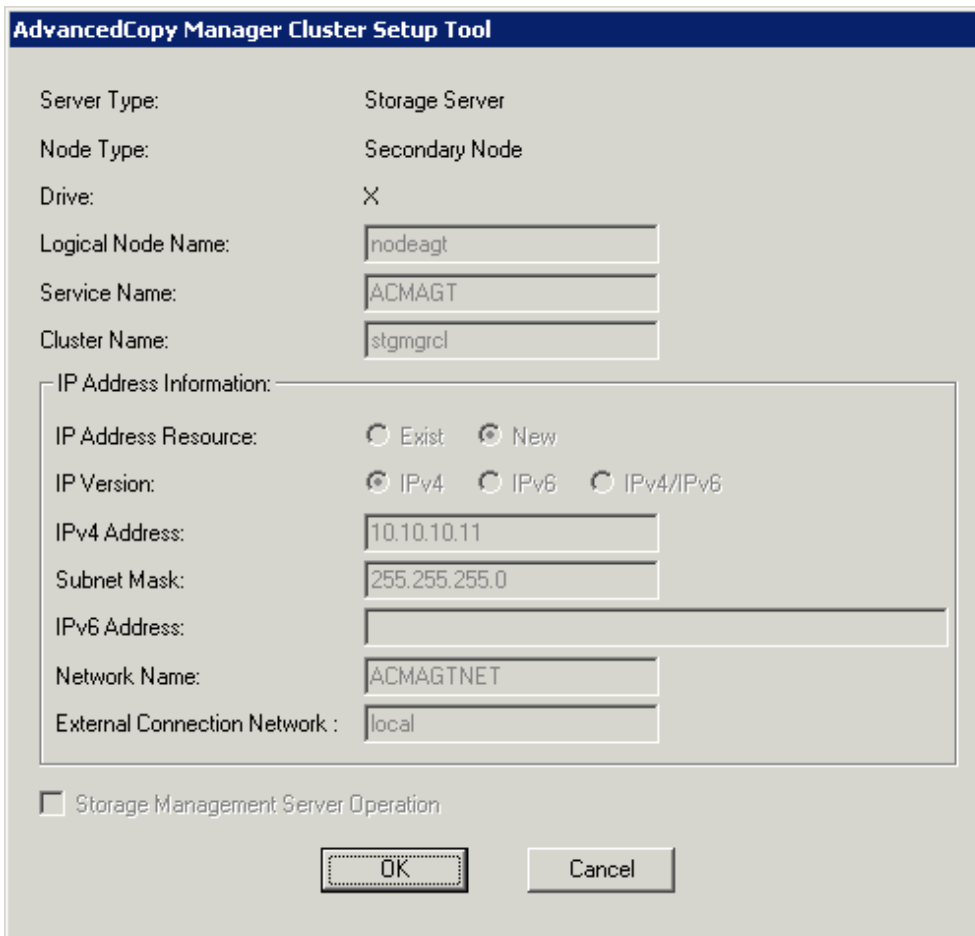 AdvancedCopy Manager Cluster Setup Tool
Server Type: Storage Server
Node Type: Secondary Node
Drive: X
Logical Node Name: nodeagt
Service Name: ACMAGT
Cluster Name: stgmgrcl
IP Address Information:
IP Address Resource: Exist New
IP Version: IPv4 IPv6 IPv4/IPv6
IPv4 Address: 10.10.10.11
Subnet Mask: 255.255.255.0
IPv6 Address:
Network Name: ACMAGTNET
External Connection Network : local
Storage Management Server Operation
OK Cancel